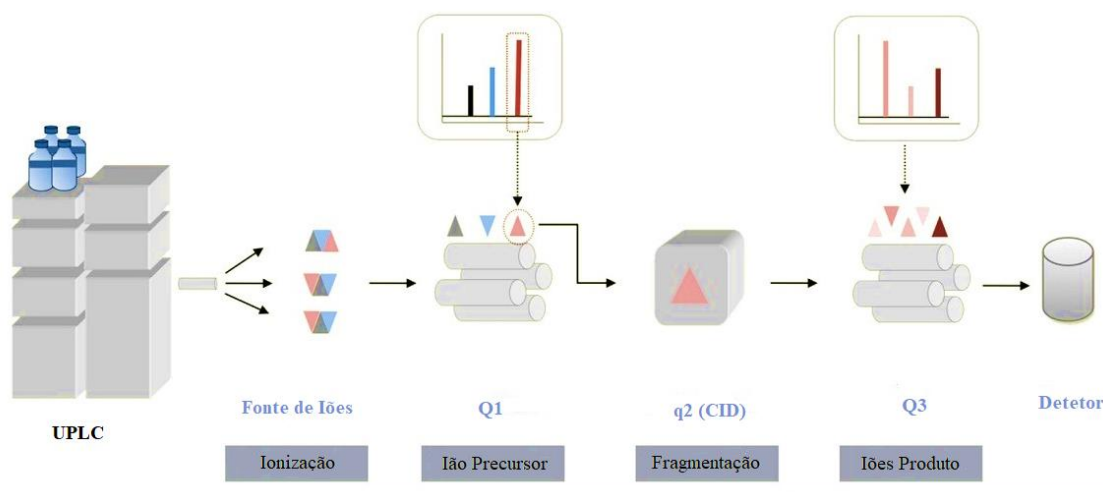 Fonte de Iões
Q1
q2 (CID)
Q3
Detetor
UPLC
Ionização
Ião Precursor
Fragmentação
Iões Produto